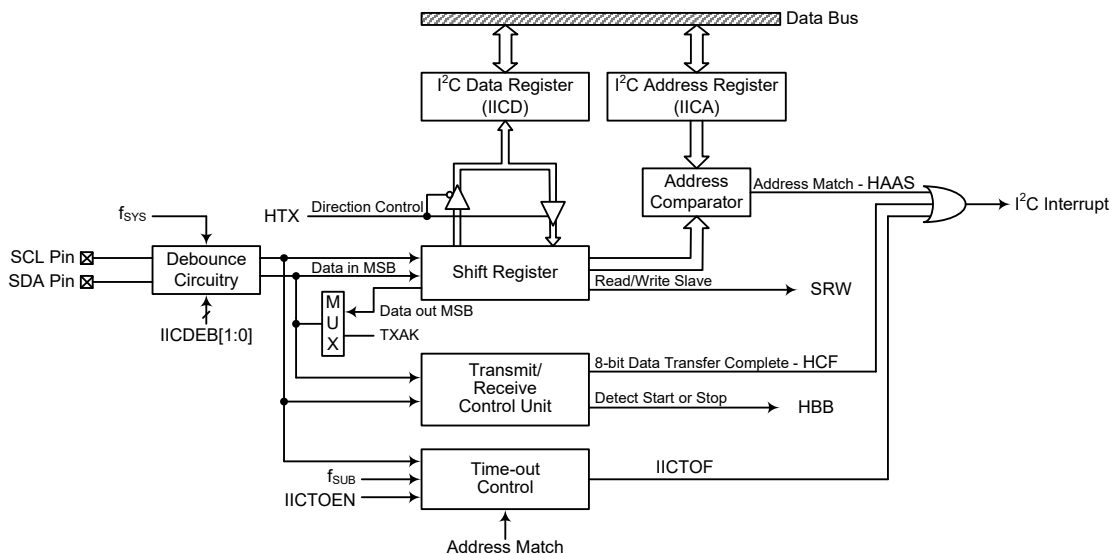 Data Bus
I²C Data Register
(IICD)
I²C Address Register
(IICA)
Address
Comparator
Address Match - HAAS
I²C Interrupt
HTX
Direction Control
fSYS
SCL Pin
SDA Pin
Debounce
Circuitry
IICDEB[1:0]
Data in MSB
Shift Register
Read/Write Slave
SRW
M
U
X
Data out MSB
TXAK
Transmit/
Receive
Control Unit
8-bit Data Transfer Complete - HCF
Detect Start or Stop
HBB
fSUB
IICTOEN
Time-out
Control
IICTOF
Address Match